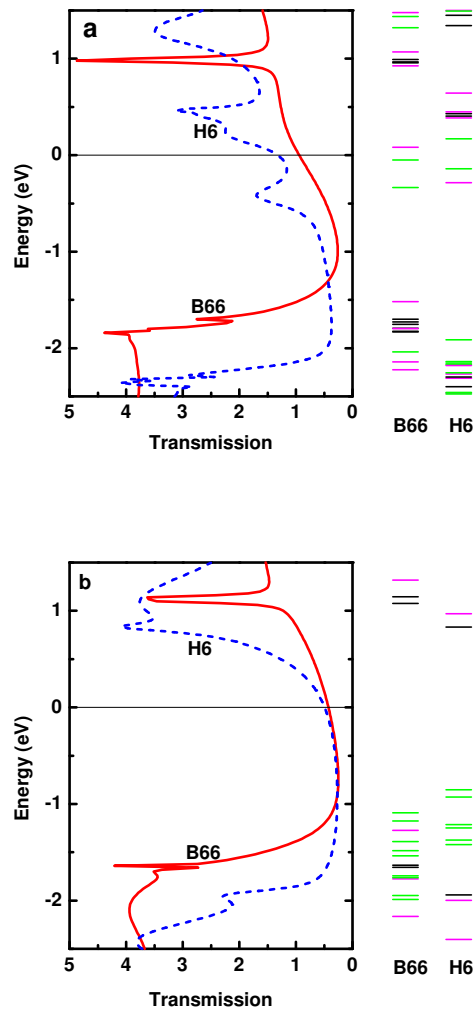 a
1
0
-1
-2
Energy (eV)
H6
B66
5 4 3 2 1 0
Transmission
B66 H6
b
1
0
-1
-2
Energy (eV)
H6
B66
5 4 3 2 1 0
Transmission
B66 H6